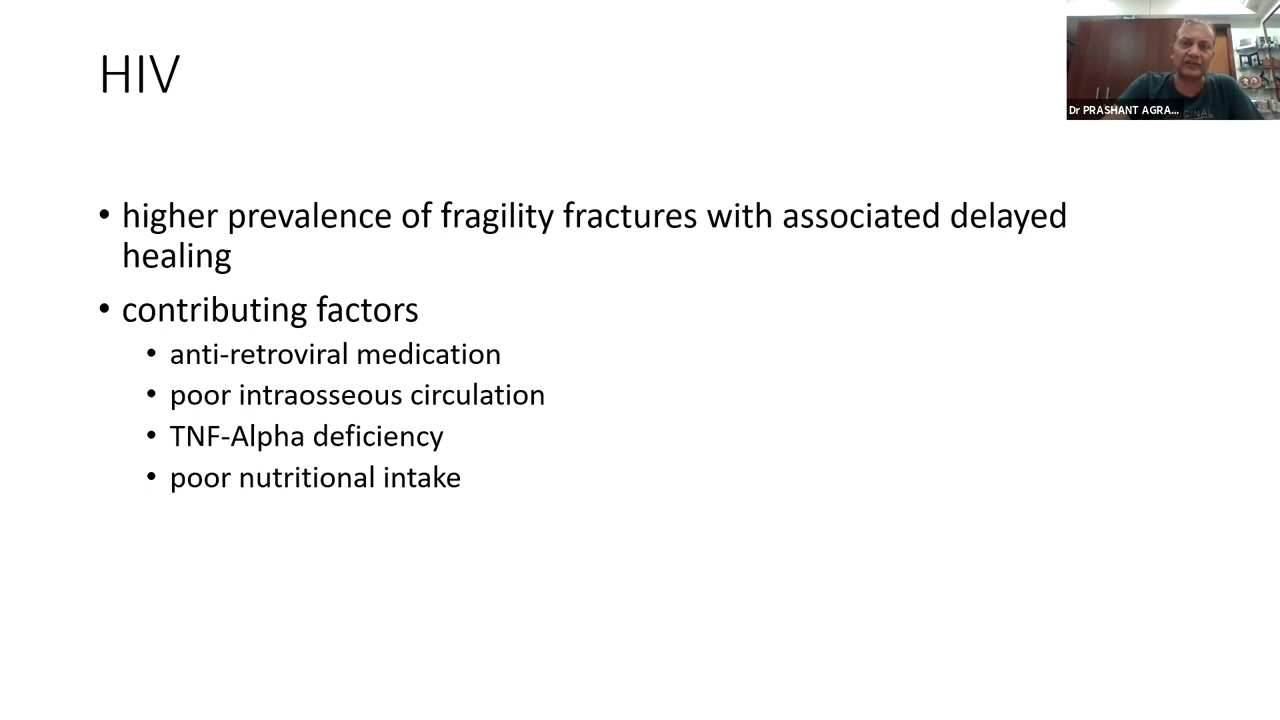 HIV
• higher prevalence of fragility fractures with associated delayed
healing
• contributing factors
• anti-retroviral medication
• poor intraosseous circulation
• TNF-Alpha deficiency
• poor nutritional intake
Dr PRASHANT AGRA...
GINAL